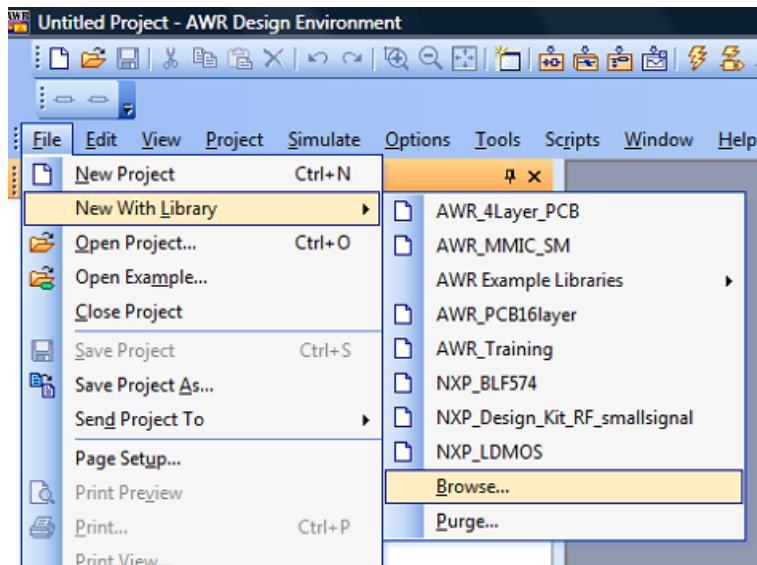 Untitled Project - AWR Design Environment
File Edit View Project Simulate Options Tools Scripts Window Help
New Project Ctrl+N
New With Library
Open Project... Ctrl+O
Open Example...
Close Project
Save Project Ctrl+S
Save Project As...
Send Project To
Page Setup...
Print Preview
Print... Ctrl+P
Print View...
AWR_4Layer_PCB
AWR_MMIC_SM
AWR Example Libraries
AWR_PCB16layer
AWR_Training
NXP_BLF574
NXP_Design_Kit_RF_smallsignal
NXP_LDMOS
Browse...
Purge...